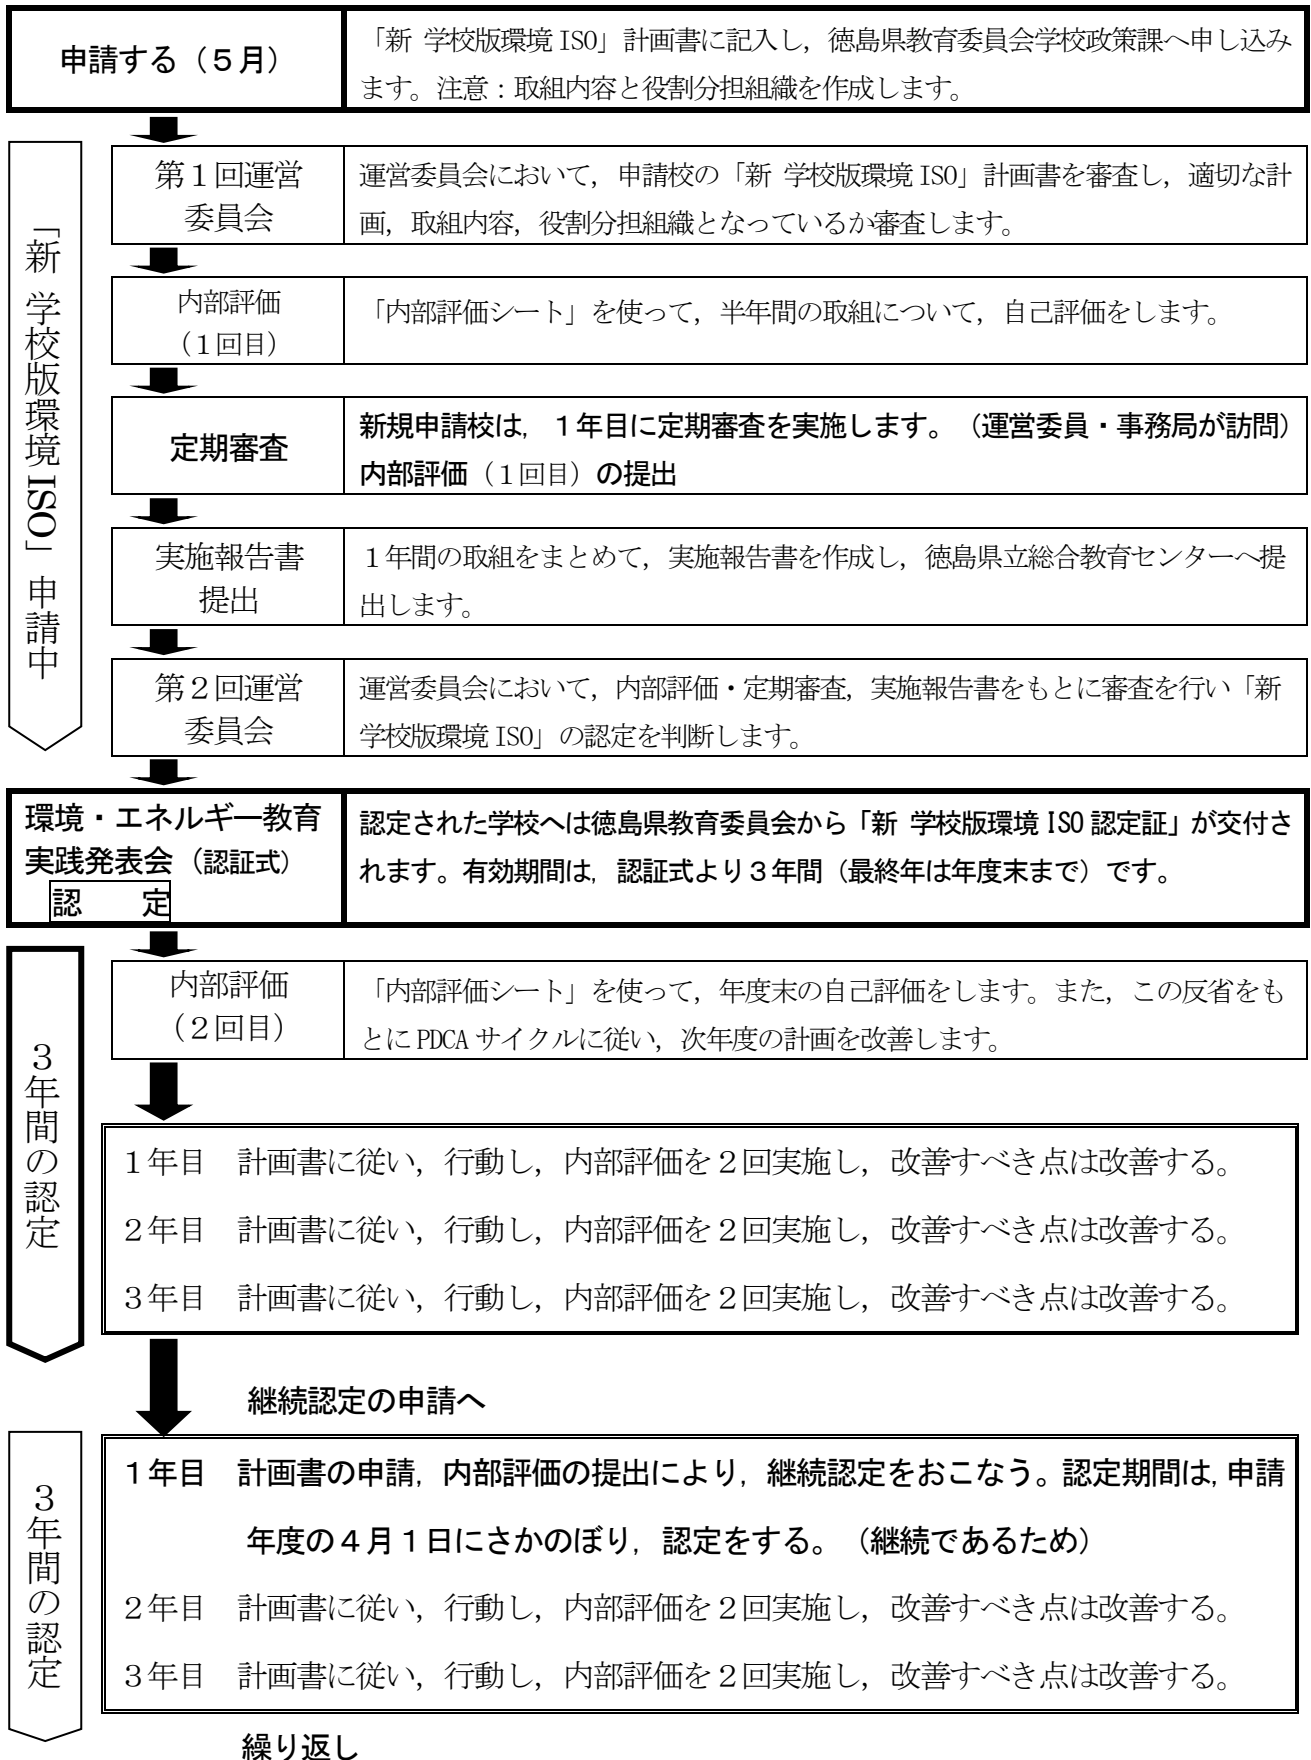 申請する（５月）
「新 学校版環境 ISO」計画書に記入し，徳島県教育委員会学校政策課へ申し込み
ます。注意：取組内容と役割分担組織を作成します。
「新 学校版環境 ISO」申請中
第１回運営
委員会
運営委員会において，申請校の「新 学校版環境 ISO」計画書を審査し，適切な計
画，取組内容，役割分担組織となっているか審査します。
内部評価
（１回目）
「内部評価シート」を使って，半年間の取組について，自己評価をします。
定期審査
新規申請校は，１年目に定期審査を実施します。（運営委員・事務局が訪問）
内部評価（１回目）の提出
実施報告書
提出
１年間の取組をまとめて，実施報告書を作成し，徳島県立総合教育センターへ提
出します。
第２回運営
委員会
運営委員会において，内部評価・定期審査，実施報告書をもとに審査を行い「新
学校版環境 ISO」の認定を判断します。
環境・エネルギー教育
実践発表会（認証式）
認　　定
認定された学校へは徳島県教育委員会から「新 学校版環境 ISO 認定証」が交付さ
れます。有効期間は，認証式より３年間（最終年は年度末まで）です。
３年間の認定
内部評価
（２回目）
「内部評価シート」を使って，年度末の自己評価をします。また，この反省をも
とに PDCA サイクルに従い，次年度の計画を改善します。
１年目　計画書に従い，行動し，内部評価を２回実施し，改善すべき点は改善する。
２年目　計画書に従い，行動し，内部評価を２回実施し，改善すべき点は改善する。
３年目　計画書に従い，行動し，内部評価を２回実施し，改善すべき点は改善する。
継続認定の申請へ
３年間の認定
１年目　計画書の申請，内部評価の提出により，継続認定をおこなう。認定期間は，申請
年度の４月１日にさかのぼり，認定をする。（継続であるため）
２年目　計画書に従い，行動し，内部評価を２回実施し，改善すべき点は改善する。
３年目　計画書に従い，行動し，内部評価を２回実施し，改善すべき点は改善する。
繰り返し